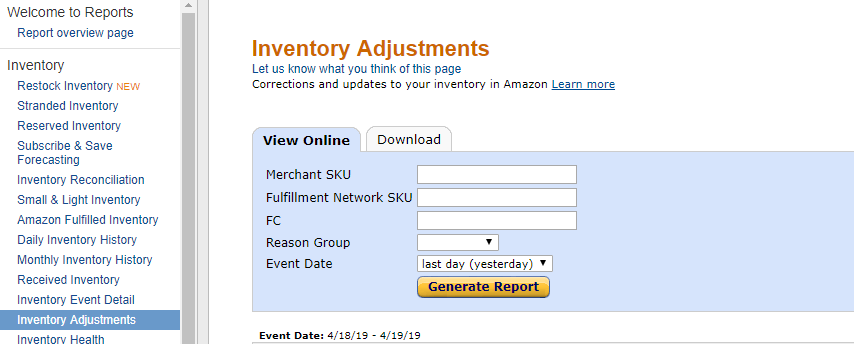 Welcome to Reports
Report overview page
Inventory
Restock Inventory NEW
Stranded Inventory
Reserved Inventory
Subscribe & Save
Forecasting
Inventory Reconciliation
Small & Light Inventory
Amazon Fulfilled Inventory
Daily Inventory History
Monthly Inventory History
Received Inventory
Inventory Event Detail
Inventory Adjustments
Inventory Health
Inventory Adjustments
Let us know what you think of this page
Corrections and updates to your inventory in Amazon Learn more
View Online
Download
Merchant SKU
Fulfillment Network SKU
FC
Reason Group
Event Date
last day (yesterday)
Generate Report
Event Date: 4/18/19 - 4/19/19